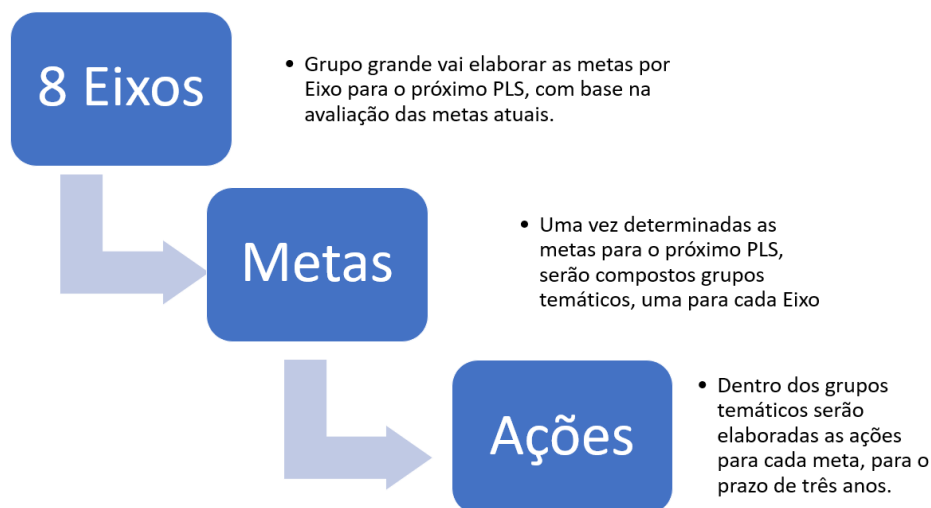 8 Eixos
• Grupo grande vai elaborar as metas por
Eixo para o próximo PLS, com base na
avaliação das metas atuais.
Metas
• Uma vez determinadas as
metas para o próximo PLS,
serão compostos grupos
temáticos, uma para cada Eixo
Ações
• Dentro dos grupos
temáticos serão
elaboradas as ações
para cada meta, para o
prazo de três anos.